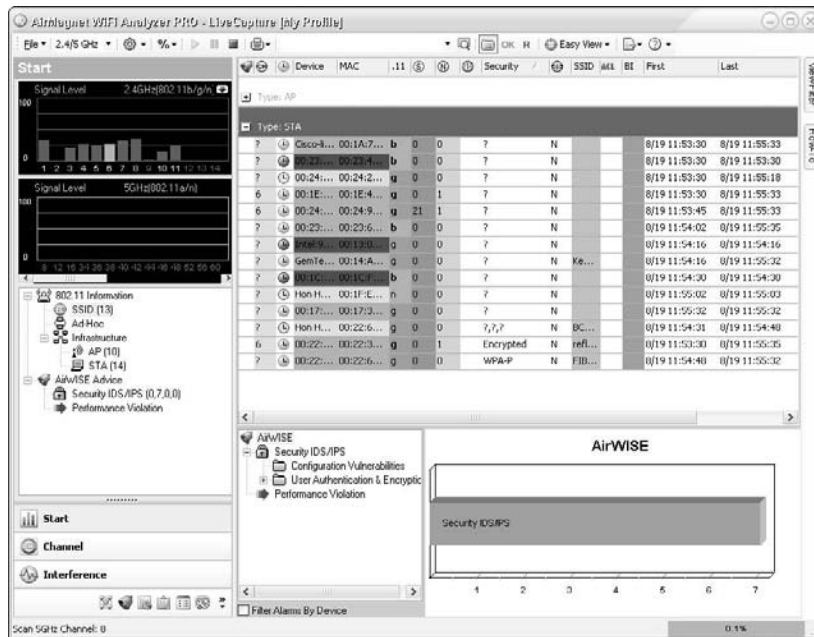 AirMagnet WiFi Analyzer PRO - LiveCapture [My Profile]
File 2.4/5 GHz % Easy View
Start
Signal Level 2.4GHz(802.11b/g/n
100
0
1 2 3 4 5 6 7 8 9 10 11 12 13 14
Signal Level 5GHz(802.11a/n)
100
0
802.11 Information
SSID (13)
Ad-Hoc
Infrastructure
AP (10)
STA (14)
AirWISE Advice
Security IDS/IPS (0,7,0,0)
Performance Violation
Start
Channel
Interference
Device MAC .11 Security SSID BI First Last
Type: AP
Type: STA
? Cisco-li... 00:1A:7... b 0 0 ? N 8/19 11:53:30 8/19 11:55:33
? 00:23:... 00:23:4... b 0 0 ? N 8/19 11:53:30 8/19 11:53:30
? 00:24:... 00:24:2... g 0 0 ? N 8/19 11:53:30 8/19 11:55:18
6 00:1E:... 00:1E:4... g 0 1 ? N 8/19 11:53:30 8/19 11:55:33
6 00:24:... 00:24:9... g 21 1 ? N 8/19 11:53:45 8/19 11:55:33
? 00:23:... 00:23:6... b 0 0 ? N 8/19 11:54:02 8/19 11:55:35
? Intel:9... 00:13:0... g 0 0 ? N 8/19 11:54:16 8/19 11:54:16
? GemTe... 00:14:A... g 0 0 ? N Ke... 8/19 11:54:16 8/19 11:55:32
? 00:1C:... 00:1C:F... b 0 0 ? N 8/19 11:54:30 8/19 11:54:30
? Hon H... 00:1F:E... n 0 0 ? N 8/19 11:55:02 8/19 11:55:03
? 00:17:... 00:17:3... g 0 0 ? N 8/19 11:55:32 8/19 11:55:32
? Hon H... 00:22:6... g 0 0 ?,?,? N BC... 8/19 11:54:31 8/19 11:54:48
6 00:22:... 00:22:3... g 0 1 Encrypted N refl... 8/19 11:53:30 8/19 11:55:35
? 00:22:... 00:22:6... g 0 0 WPA-P N FIB... 8/19 11:54:48 8/19 11:55:32
AirWISE
Security IDS/IPS
Configuration Vulnerabilities
User Authentication & Encryptic
Performance Violation
Filter Alarms By Device
AirWISE
Security IDS/IPS
1 2 3 4 5 6 7
Scan 5GHz Channel: 0
0.1%